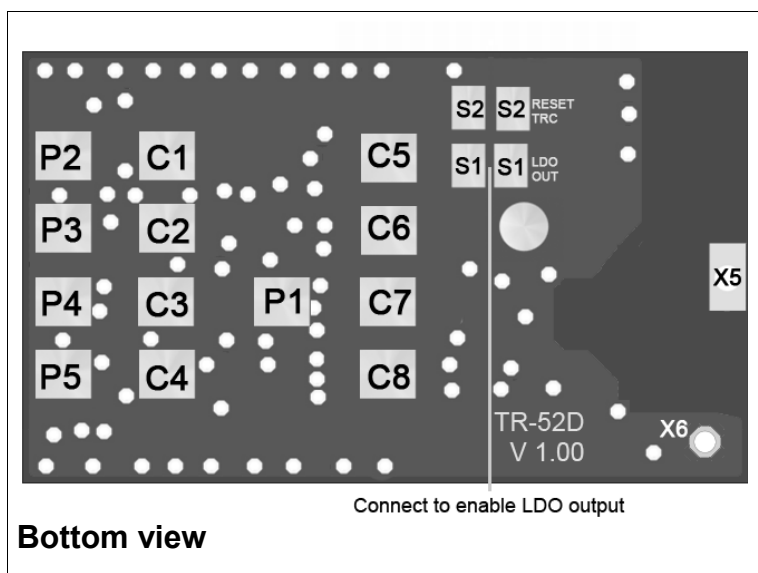 S2 S2 RESET
TRC
P2 C1 C5 S1 S1 LDO
OUT
P3 C2 C6
X5
P4 C3 P1 C7
P5 C4 C8
TR-52D
X6
V 1.00
Connect to enable LDO output
Bottom view